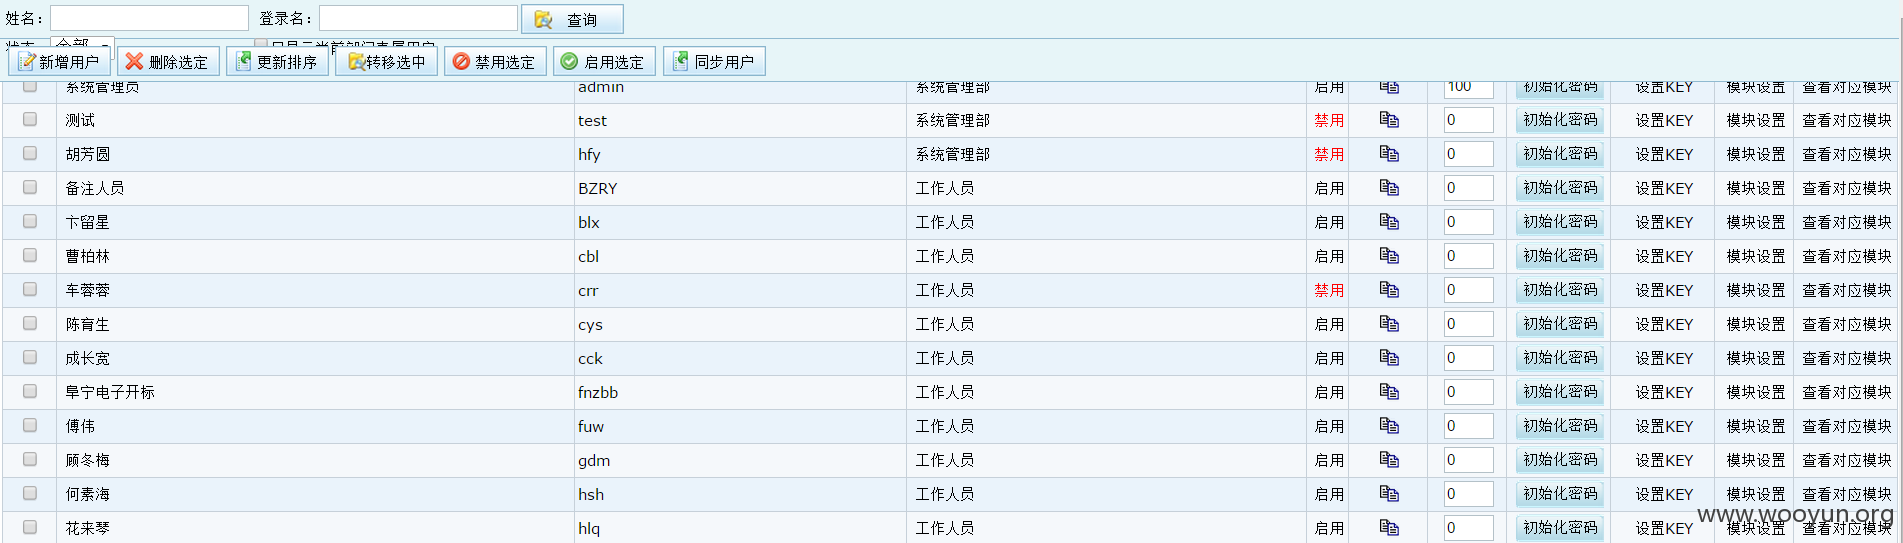 姓名： 登录名： 查询
状态 全部 只显示当前部门直属用户
新增用户 删除选定 更新排序 转移选中 禁用选定 启用选定 同步用户
系统管理员 admin 系统管理部 启用 100 初始化密码 设置KEY 模块设置 查看对应模块
测试 test 系统管理部 禁用 0 初始化密码 设置KEY 模块设置 查看对应模块
胡芳圆 hfy 系统管理部 禁用 0 初始化密码 设置KEY 模块设置 查看对应模块
备注人员 BZRY 工作人员 启用 0 初始化密码 设置KEY 模块设置 查看对应模块
卞留星 blx 工作人员 启用 0 初始化密码 设置KEY 模块设置 查看对应模块
曹柏林 cbl 工作人员 启用 0 初始化密码 设置KEY 模块设置 查看对应模块
车蓉蓉 crr 工作人员 禁用 0 初始化密码 设置KEY 模块设置 查看对应模块
陈育生 cys 工作人员 启用 0 初始化密码 设置KEY 模块设置 查看对应模块
成长宽 cck 工作人员 启用 0 初始化密码 设置KEY 模块设置 查看对应模块
阜宁电子开标 fnzbb 工作人员 启用 0 初始化密码 设置KEY 模块设置 查看对应模块
傅伟 fuw 工作人员 启用 0 初始化密码 设置KEY 模块设置 查看对应模块
顾冬梅 gdm 工作人员 启用 0 初始化密码 设置KEY 模块设置 查看对应模块
何素海 hsh 工作人员 启用 0 初始化密码 设置KEY 模块设置 查看对应模块
花来琴 hlq 工作人员 启用 0 初始化密码 设置KEY 模块设置 查看对应模块
www.wooyun.org